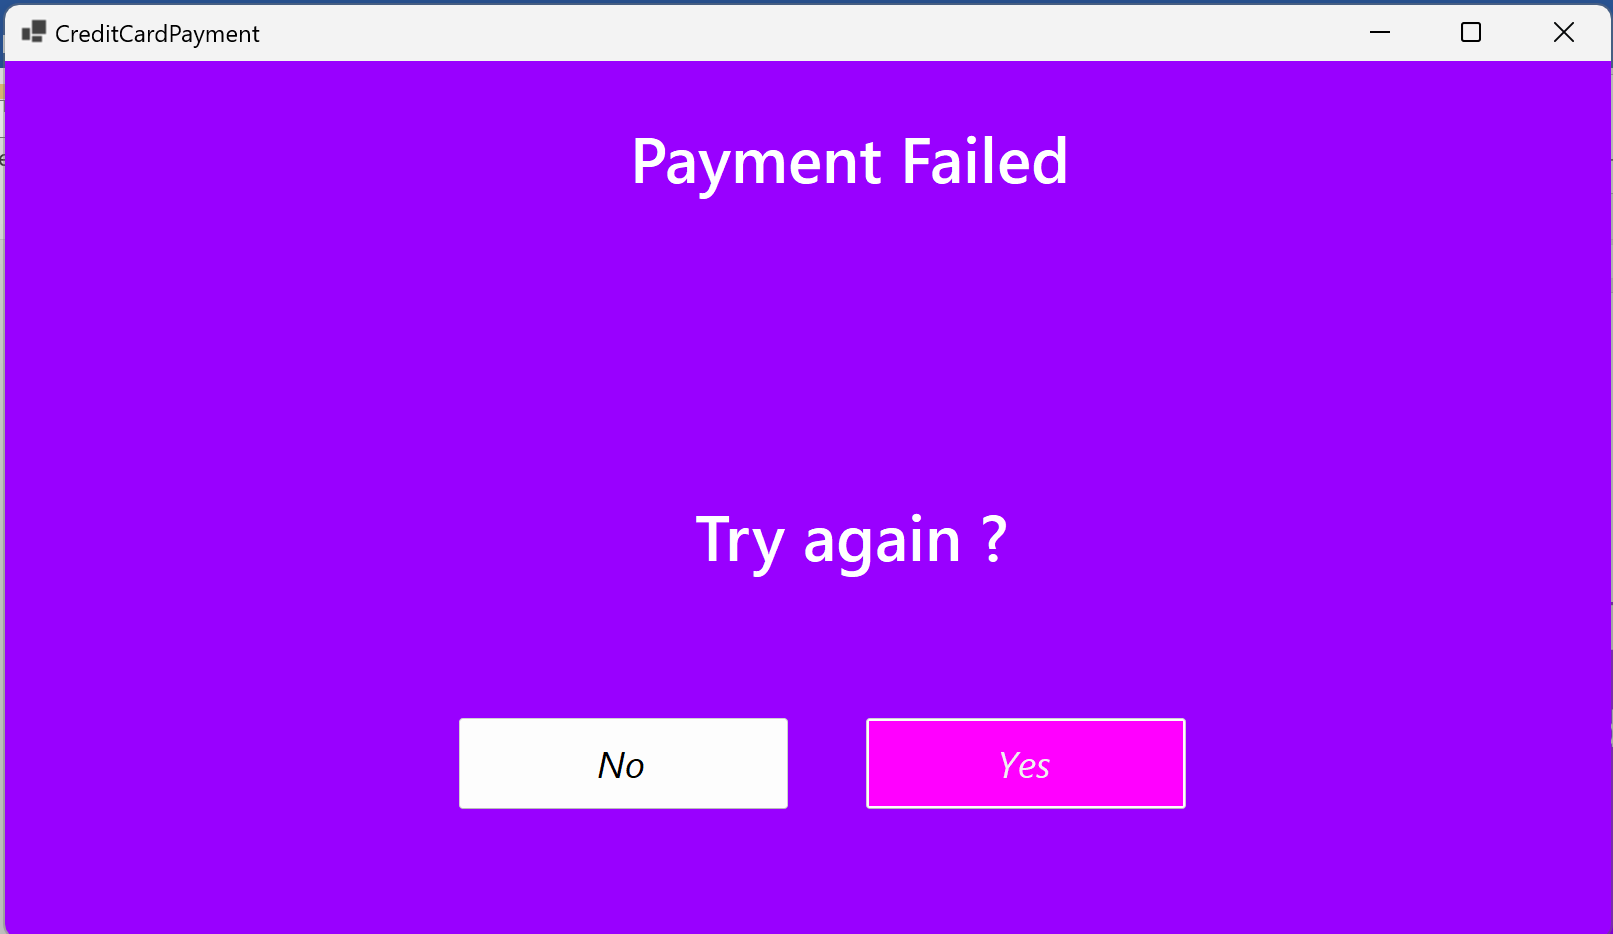 CreditCardPayment
Payment Failed
Try again ?
No
Yes